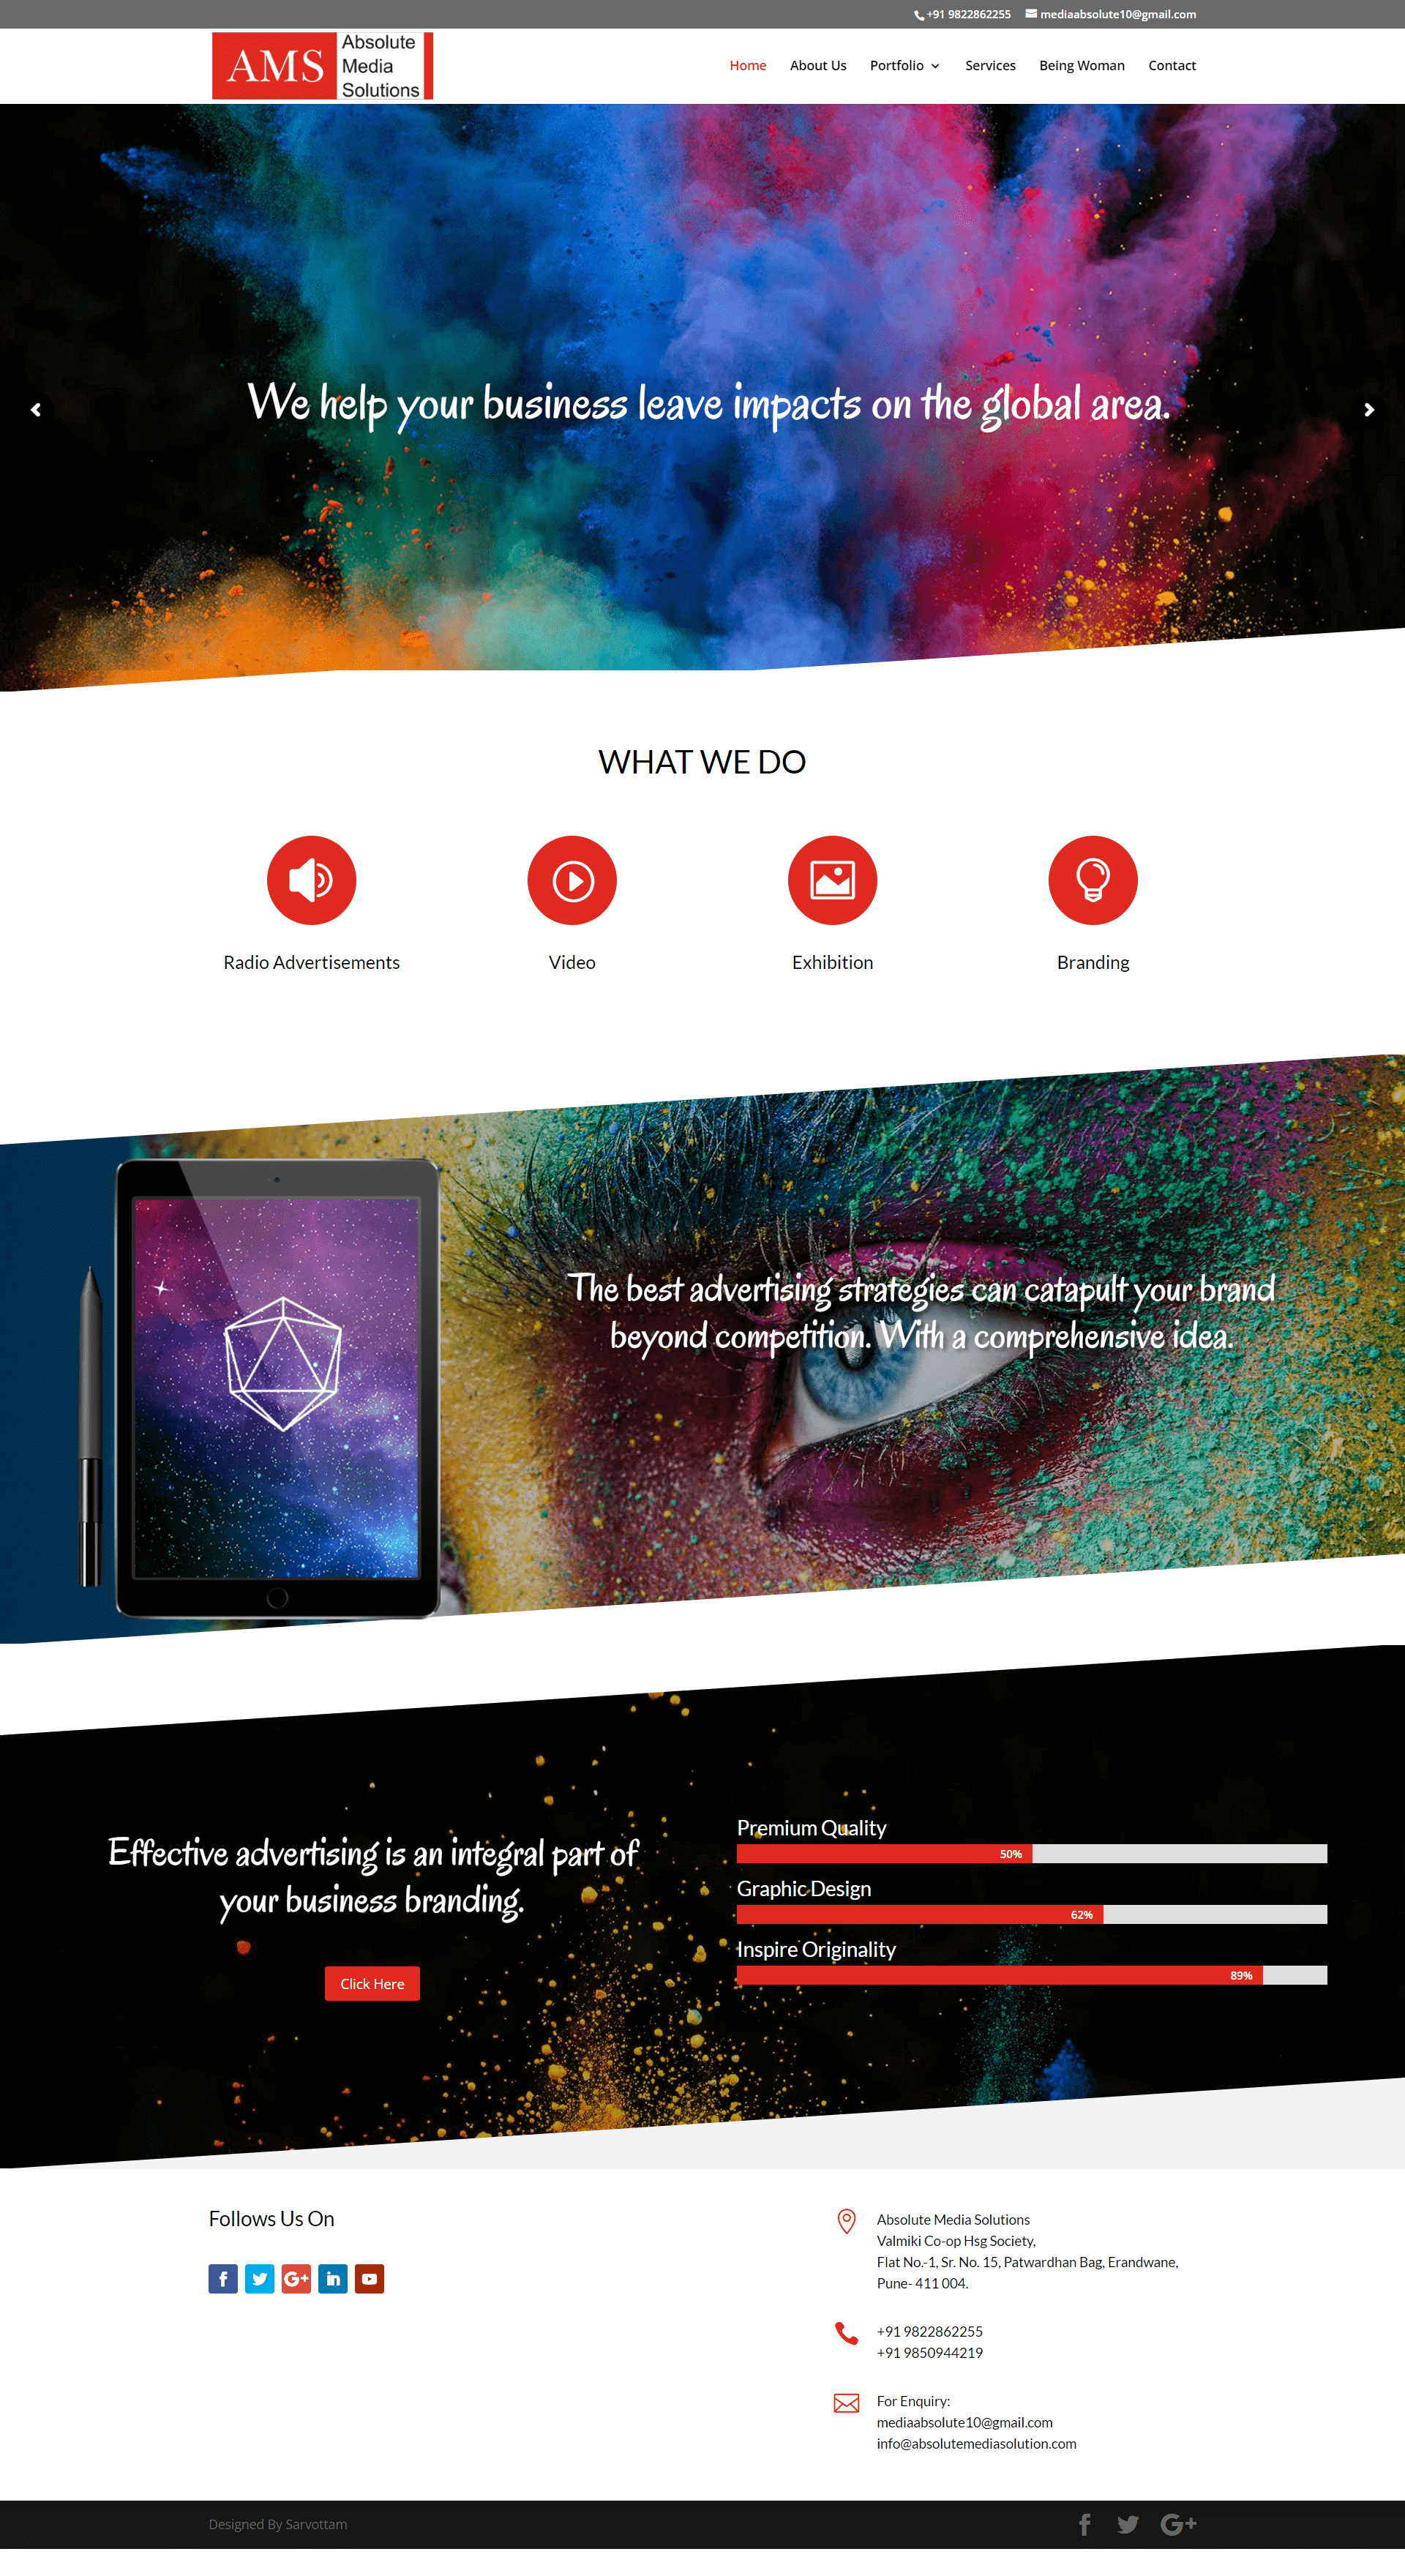 +91 9822862255 mediaabsolute10@gmail.com
AMS
Absolute
Media
Solutions
Home About Us Portfolio Services Being Woman Contact
We help your business leave impacts on the global area.
WHAT WE DO
Radio Advertisements Video Exhibition Branding
The best advertising strategies can catapult your brand
beyond competition. With a comprehensive idea.
Effective advertising is an integral part of
your business branding.
Click Here
Premium Quality
50%
Graphic Design
62%
Inspire Originality
89%
Follows Us On
Absolute Media Solutions
Valmiki Co-op Hsg Society,
Flat No.-1, Sr. No. 15, Patwardhan Bag, Erandwane,
Pune- 411 004.
+91 9822862255
+91 9850944219
For Enquiry:
mediaabsolute10@gmail.com
info@absolutemediasolution.com
Designed By Sarvottam